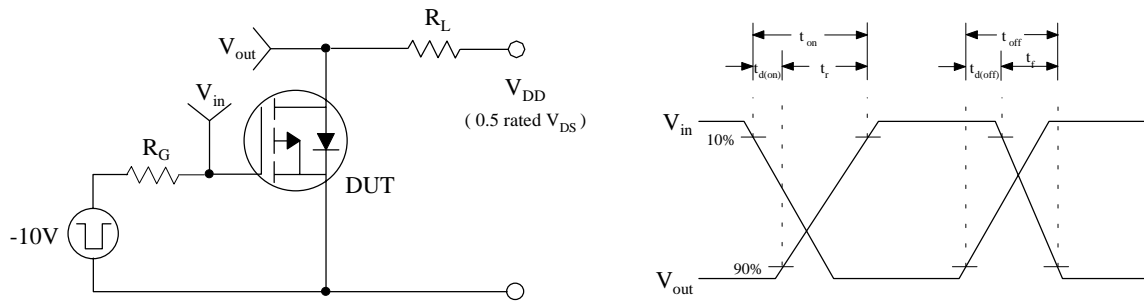 V_out
R_L
V_DD
( 0.5 rated V_DS )
V_in
R_G
DUT
-10V
t_on
t_off
t_d(on)
t_r
t_d(off)
t_f
V_in
10%
90%
V_out